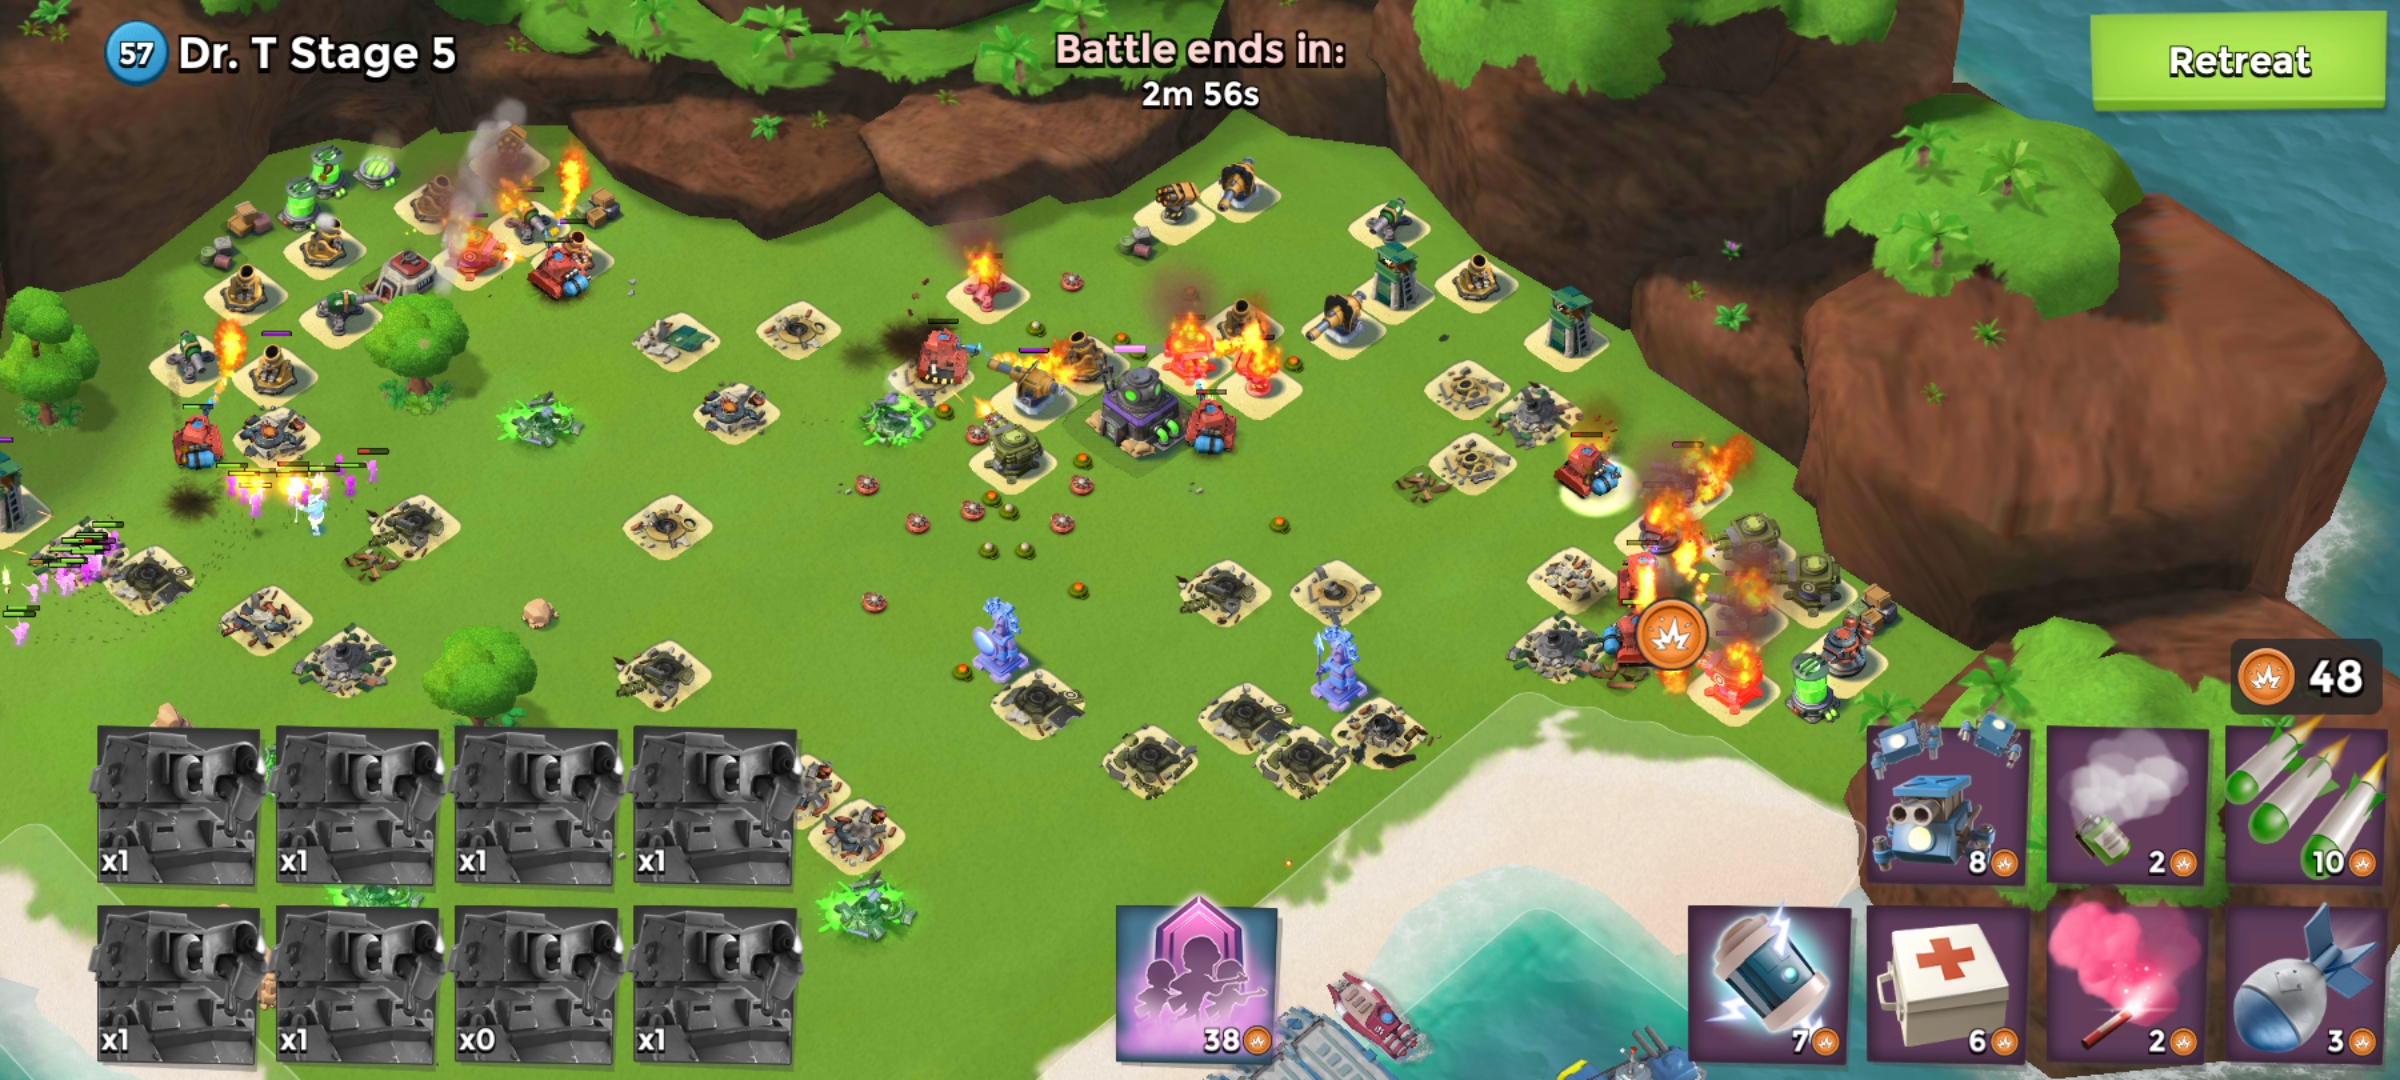 57 Dr. T Stage 5
Battle ends in:
2m 56s
Retreat
48
x1 x1 x1 x1
8 2 10
x1 x1 x0 x1
38 7 6 2 3